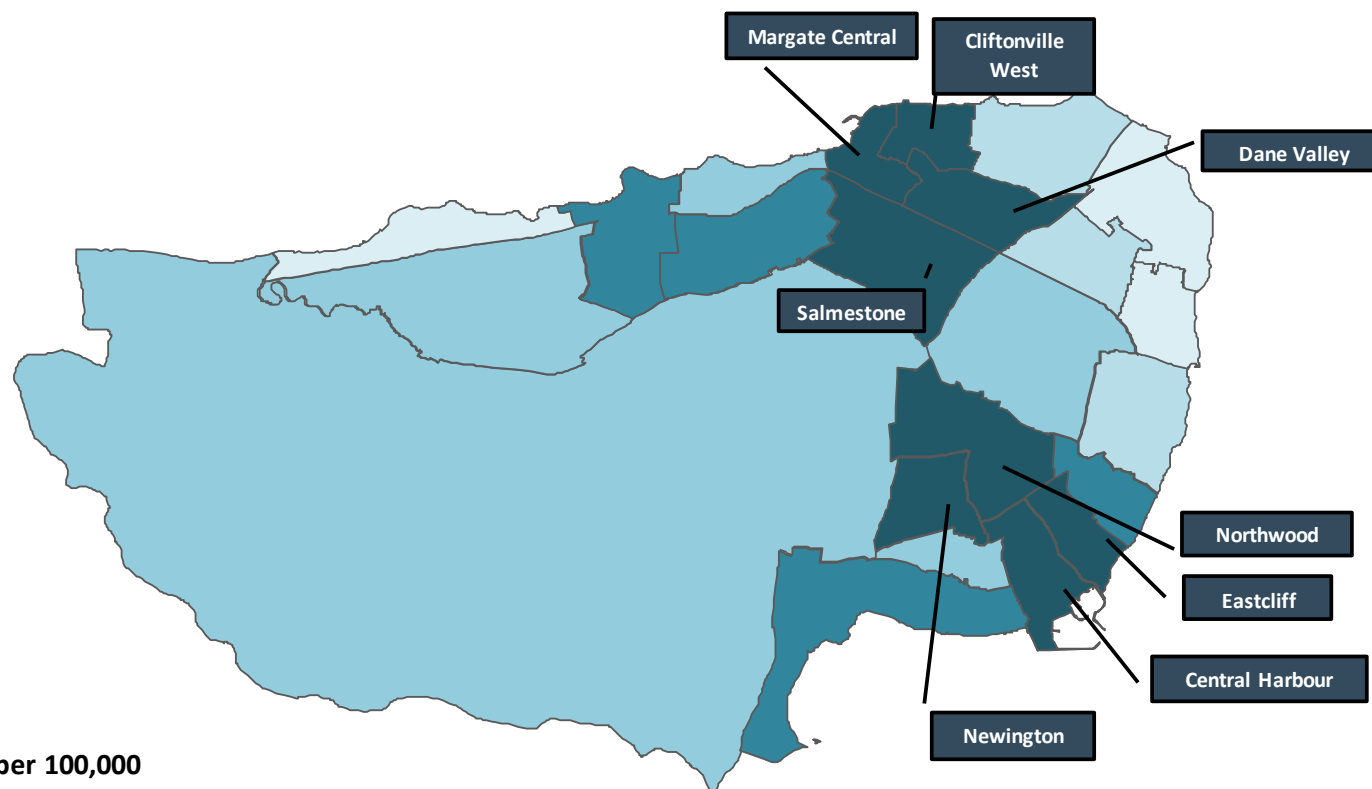 Margate Central
Cliftonville
West
Dane Valley
Salmestone
Northwood
Eastcliff
Central Harbour
Newington
per 100,000